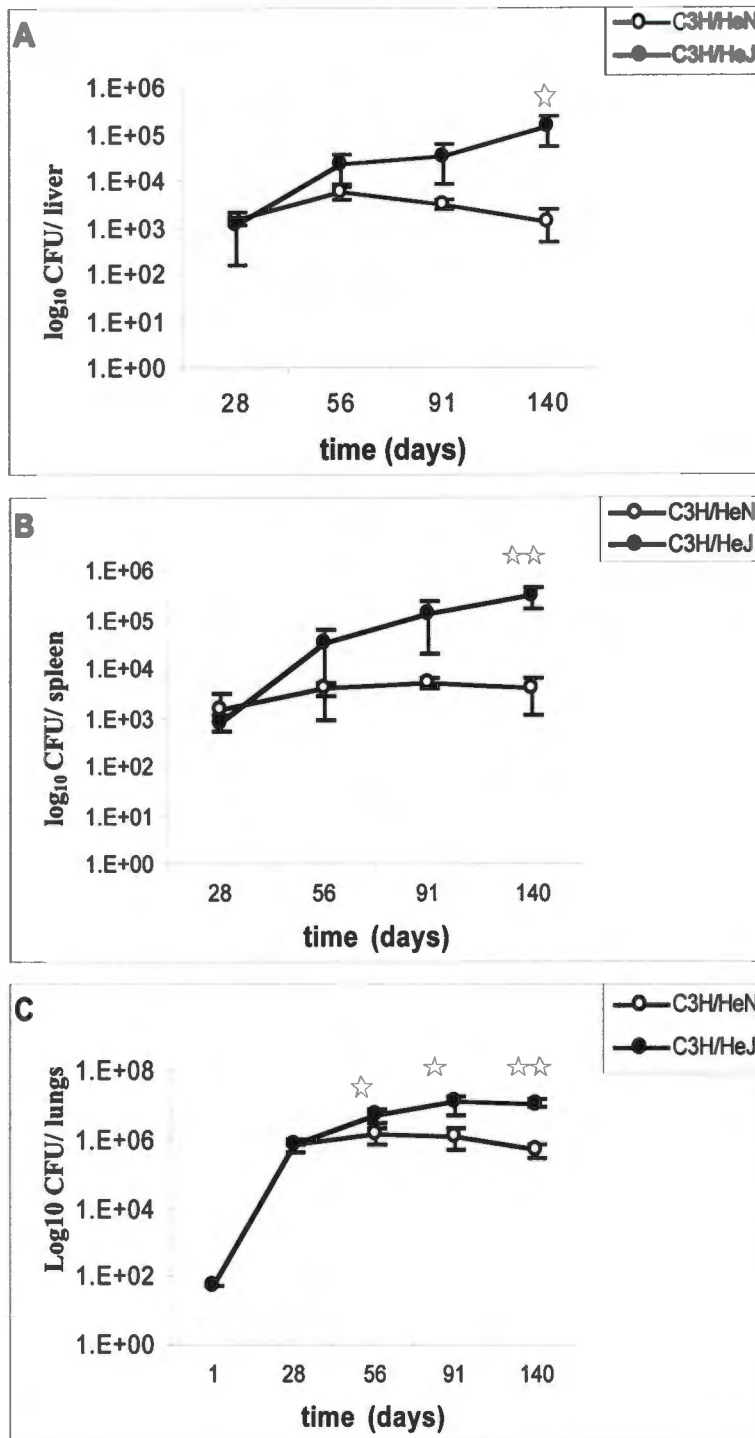 A
C3H/HeN
C3H/HeJ
1.E+06
1.E+05
1.E+04
1.E+03
1.E+02
1.E+01
1.E+00
log₁₀ CFU/ liver
28 56 91 140
time (days)
B
C3H/HeN
C3H/HeJ
1.E+06
1.E+05
1.E+04
1.E+03
1.E+02
1.E+01
1.E+00
log₁₀ CFU/ spleen
28 56 91 140
time (days)
C
C3H/HeN
C3H/HeJ
1.E+08
1.E+06
1.E+04
1.E+02
1.E+00
Log10 CFU/ lungs
1 28 56 91 140
time (days)